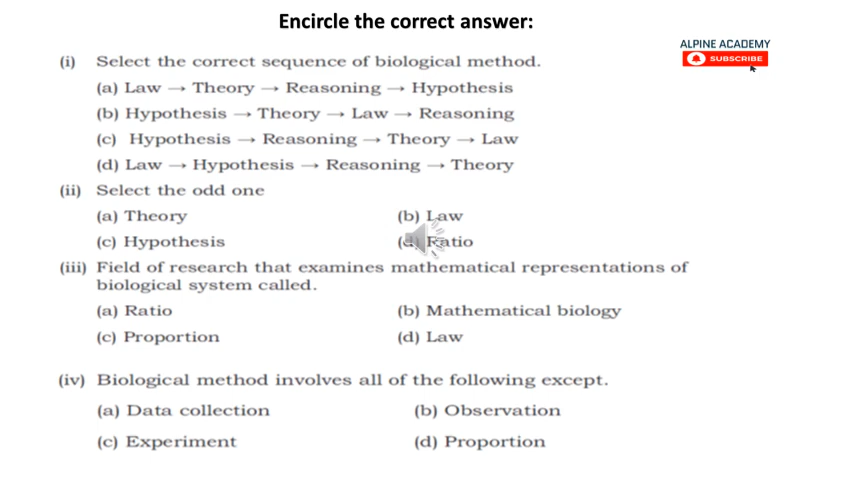 Encircle the correct answer:
ALPINE ACADEMY
SUBSCRIBE
(i) Select the correct sequence of biological method.
(a) Law → Theory → Reasoning → Hypothesis
(b) Hypothesis → Theory → Law → Reasoning
(c) Hypothesis → Reasoning → Theory → Law
(d) Law → Hypothesis → Reasoning → Theory
(ii) Select the odd one
(a) Theory (b) Law
(c) Hypothesis (d) Ratio
(iii) Field of research that examines mathematical representations of
biological system called.
(a) Ratio (b) Mathematical biology
(c) Proportion (d) Law
(iv) Biological method involves all of the following except.
(a) Data collection (b) Observation
(c) Experiment (d) Proportion